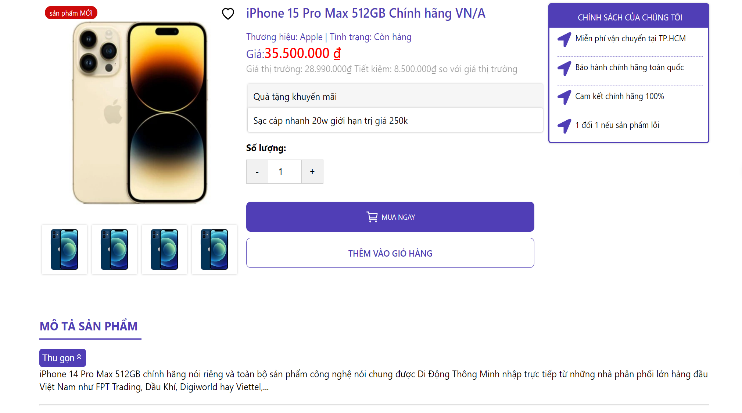 sản phẩm MỚI
iPhone 15 Pro Max 512GB Chính hãng VN/A
Thương hiệu: Apple | Tình trạng: Còn hàng
Giá:35.500.000 ₫
Giá thị trường: 28.990.000₫ Tiết kiệm: 8.500.000₫ so với giá thị trường
Quà tặng khuyến mãi
Sạc cáp nhanh 20w giới hạn trị giá 250k
Số lượng:
- 1 +
MUA NGAY
THÊM VÀO GIỎ HÀNG
CHÍNH SÁCH CỦA CHÚNG TÔI
Miễn phí vận chuyển tại TP.HCM
Bảo hành chính hãng toàn quốc
Cam kết chính hãng 100%
1 đổi 1 nếu sản phẩm lỗi
MÔ TẢ SẢN PHẨM
Thu gọn
iPhone 14 Pro Max 512GB chính hãng nói riêng và toàn bộ sản phẩm công nghệ nói chung được Di Động Thông Minh nhập trực tiếp từ những nhà phân phối lớn hàng đầu
Việt Nam như FPT Trading, Dầu Khí, Digiworld hay Viettel,...